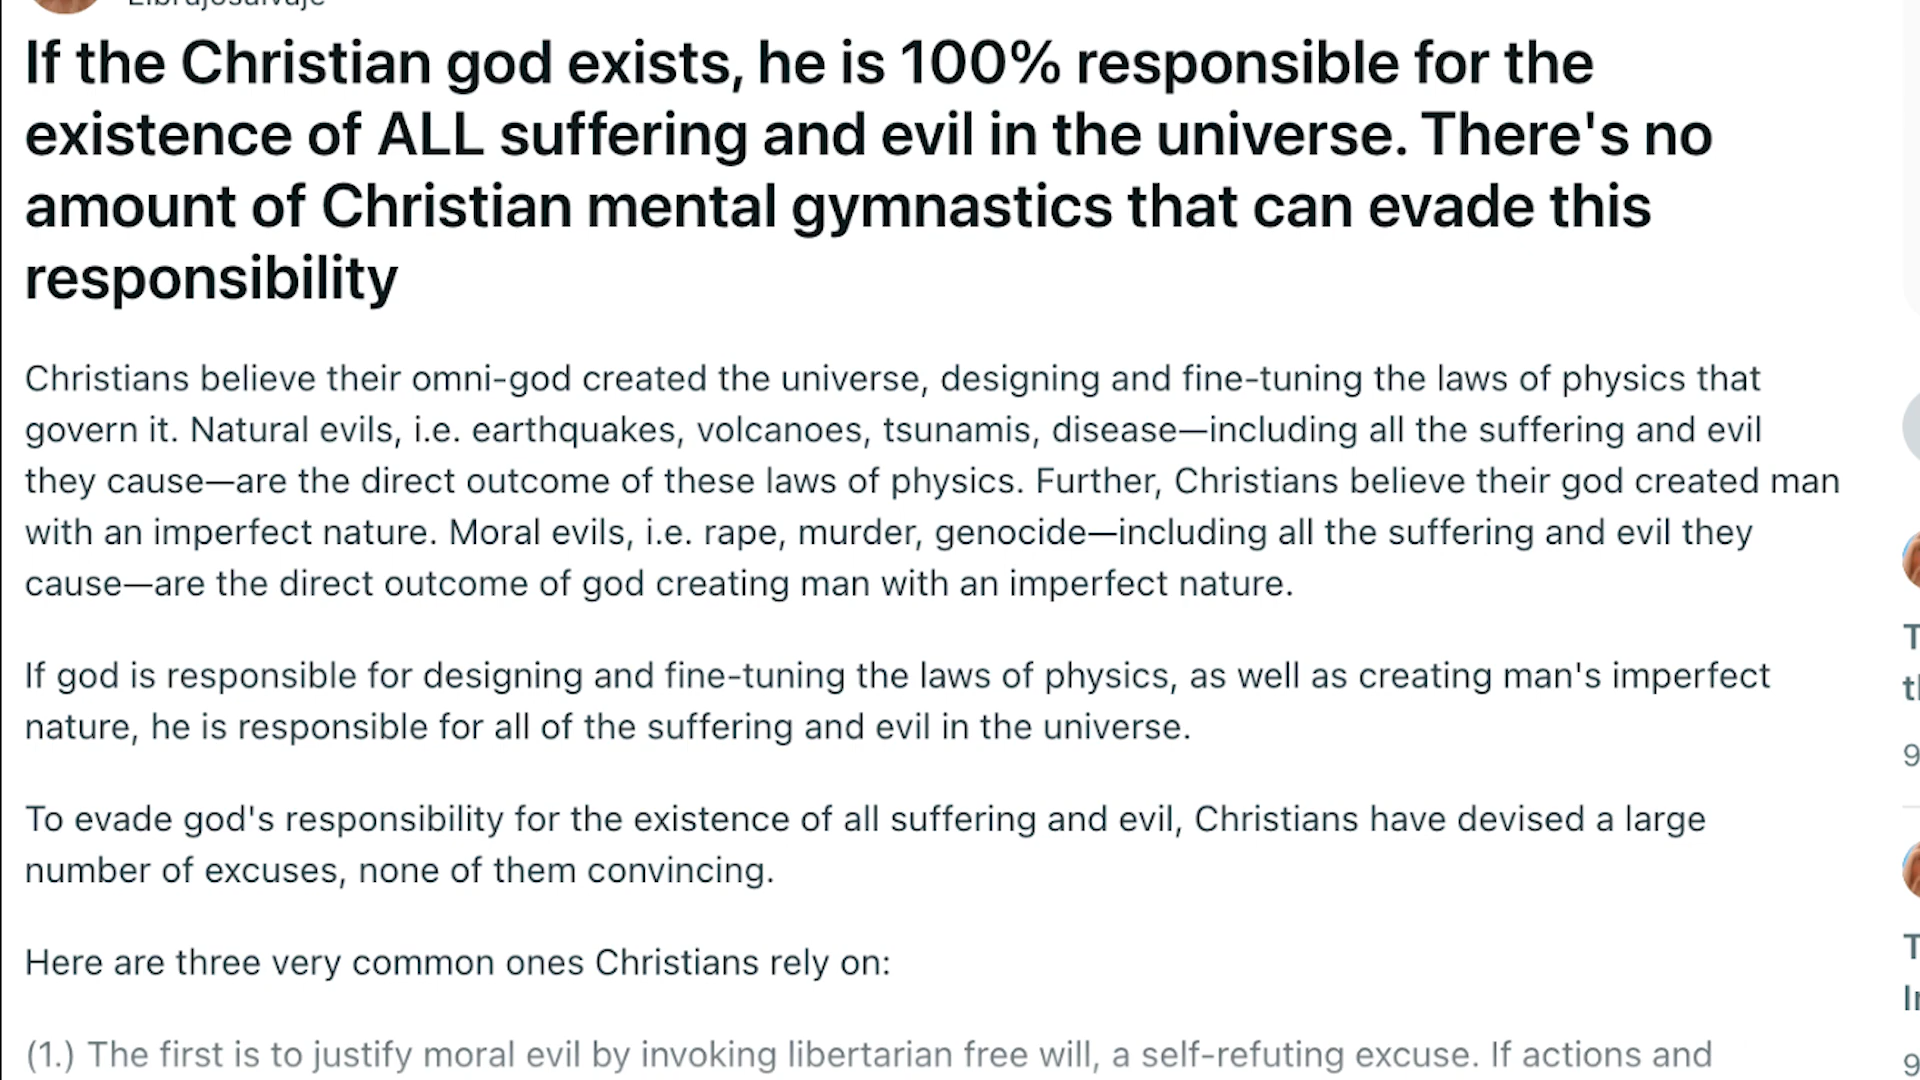 If the Christian god exists, he is 100% responsible for the
existence of ALL suffering and evil in the universe. There's no
amount of Christian mental gymnastics that can evade this
responsibility
Christians believe their omni-god created the universe, designing and fine-tuning the laws of physics that
govern it. Natural evils, i.e. earthquakes, volcanoes, tsunamis, disease—including all the suffering and evil
they cause—are the direct outcome of these laws of physics. Further, Christians believe their god created man
with an imperfect nature. Moral evils, i.e. rape, murder, genocide—including all the suffering and evil they
cause—are the direct outcome of god creating man with an imperfect nature.
If god is responsible for designing and fine-tuning the laws of physics, as well as creating man's imperfect
nature, he is responsible for all of the suffering and evil in the universe.
To evade god's responsibility for the existence of all suffering and evil, Christians have devised a large
number of excuses, none of them convincing.
Here are three very common ones Christians rely on:
(1.) The first is to justify moral evil by invoking libertarian free will, a self-refuting excuse. If actions and